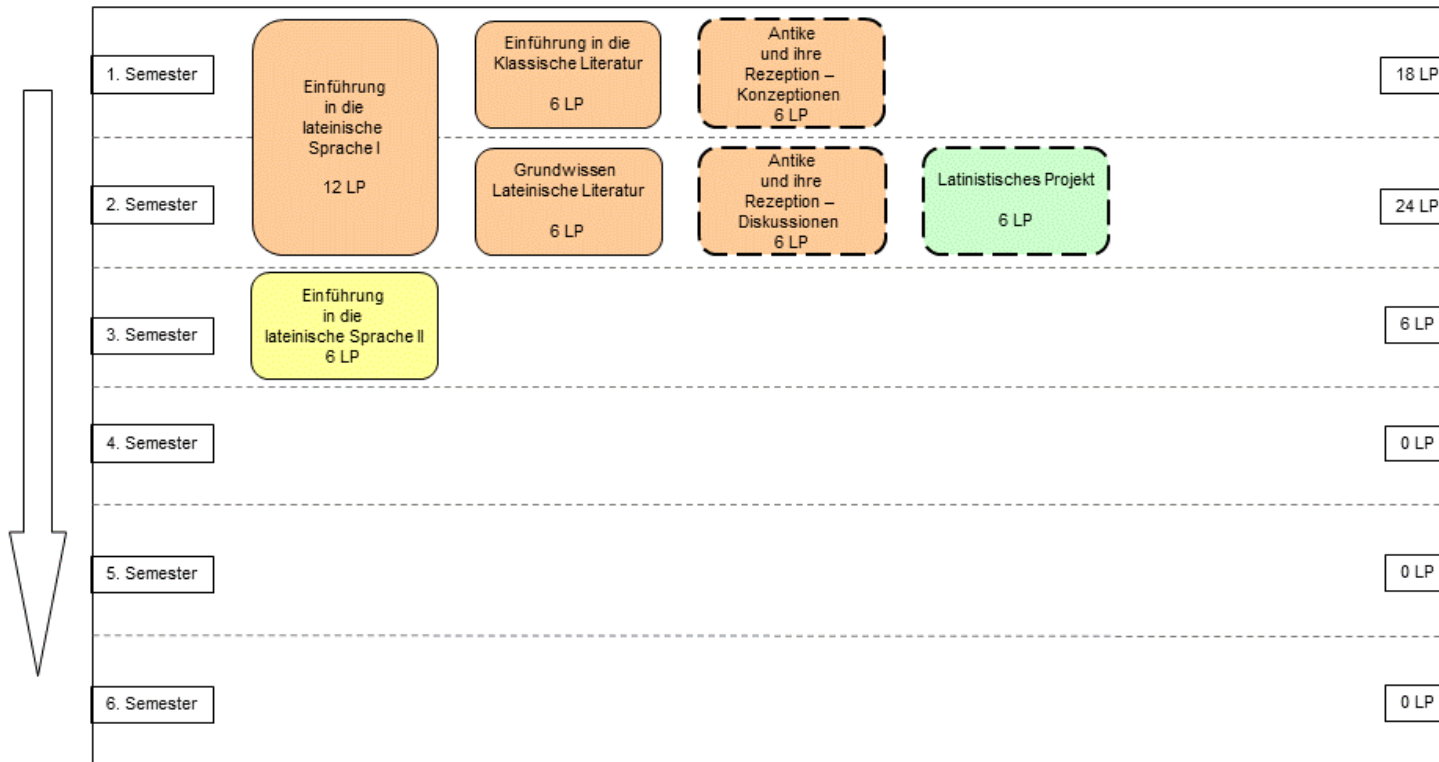 1. Semester
Einführung
in die
lateinische
Sprache I
12 LP
Einführung in die
Klassische Literatur
6 LP
Antike
und ihre
Rezeption –
Konzeptionen
6 LP
18 LP
2. Semester
Grundwissen
Lateinische Literatur
6 LP
Antike
und ihre
Rezeption –
Diskussionen
6 LP
Latinistisches Projekt
6 LP
24 LP
3. Semester
Einführung
in die
lateinische Sprache II
6 LP
6 LP
4. Semester
0 LP
5. Semester
0 LP
6. Semester
0 LP